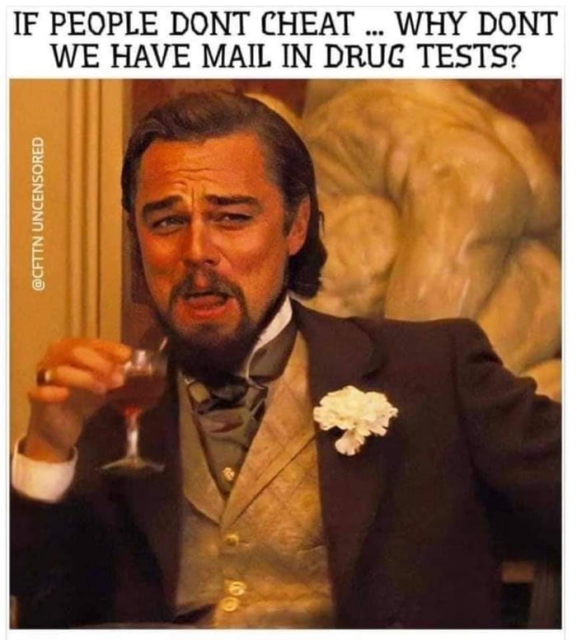 IF PEOPLE DONT CHEAT ... WHY DONT
WE HAVE MAIL IN DRUG TESTS?
@CFTTN UNCENSORED